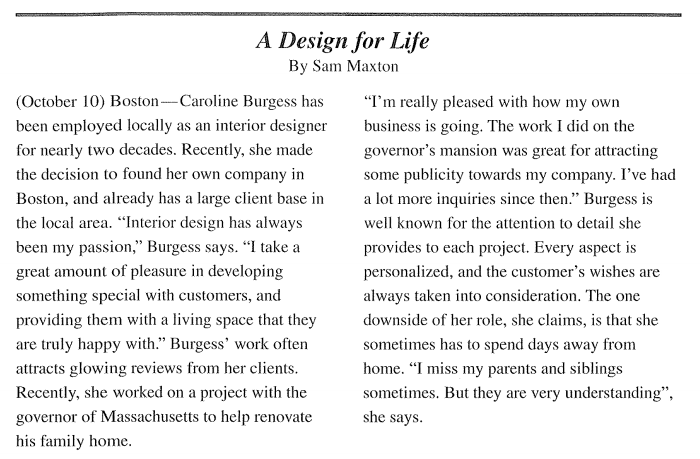 A Design for Life
By Sam Maxton
(October 10) Boston—Caroline Burgess has
been employed locally as an interior designer
for nearly two decades. Recently, she made
the decision to found her own company in
Boston, and already has a large client base in
the local area. “Interior design has always
been my passion,” Burgess says. “I take a
great amount of pleasure in developing
something special with customers, and
providing them with a living space that they
are truly happy with.” Burgess’ work often
attracts glowing reviews from her clients.
Recently, she worked on a project with the
governor of Massachusetts to help renovate
his family home.
“I’m really pleased with how my own
business is going. The work I did on the
governor’s mansion was great for attracting
some publicity towards my company. I’ve had
a lot more inquiries since then.” Burgess is
well known for the attention to detail she
provides to each project. Every aspect is
personalized, and the customer’s wishes are
always taken into consideration. The one
downside of her role, she claims, is that she
sometimes has to spend days away from
home. “I miss my parents and siblings
sometimes. But they are very understanding”,
she says.